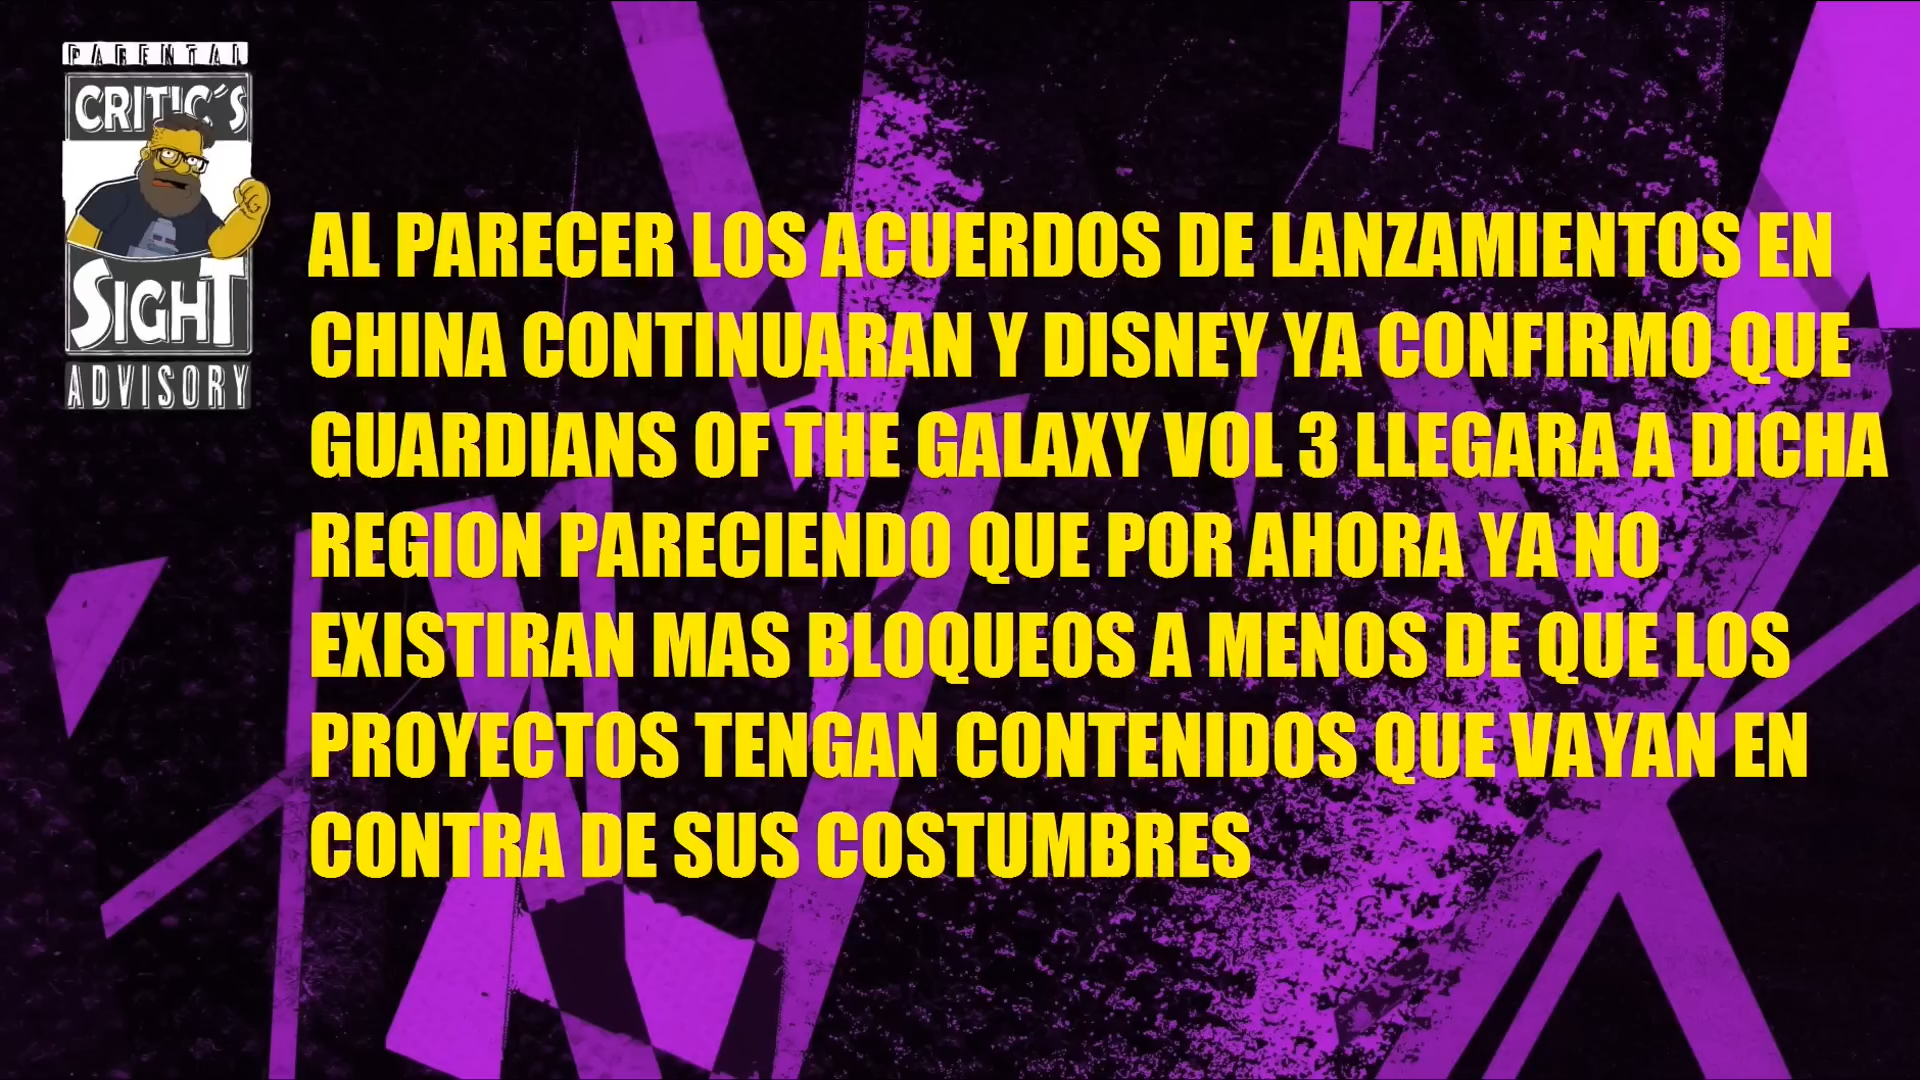 PARENTAL
CRITIC´S
SIGHT
ADVISORY
AL PARECER LOS ACUERDOS DE LANZAMIENTOS EN
CHINA CONTINUARAN Y DISNEY YA CONFIRMO QUE
GUARDIANS OF THE GALAXY VOL 3 LLEGARA A DICHA
REGION PARECIENDO QUE POR AHORA YA NO
EXISTIRAN MAS BLOQUEOS A MENOS DE QUE LOS
PROYECTOS TENGAN CONTENIDOS QUE VAYAN EN
CONTRA DE SUS COSTUMBRES